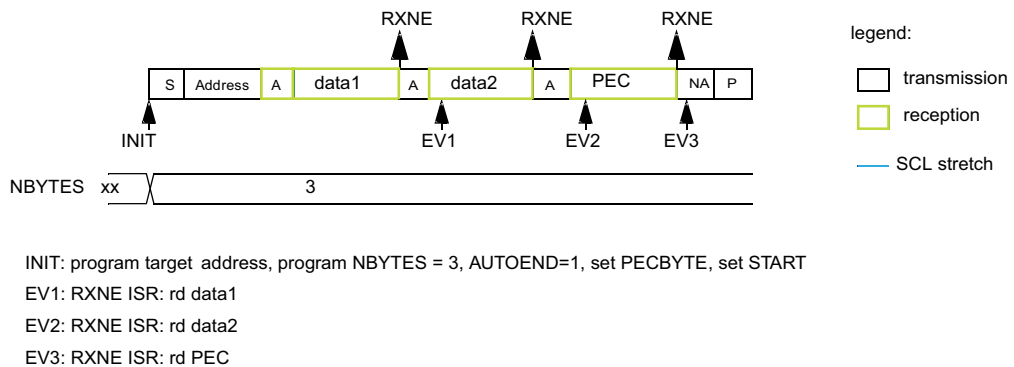 RXNE RXNE RXNE
legend:
S Address A data1 A data2 A PEC NA P
transmission
reception
INIT EV1 EV2 EV3
SCL stretch
NBYTES xx 3
INIT: program target address, program NBYTES = 3, AUTOEND=1, set PECBYTE, set START
EV1: RXNE ISR: rd data1
EV2: RXNE ISR: rd data2
EV3: RXNE ISR: rd PEC